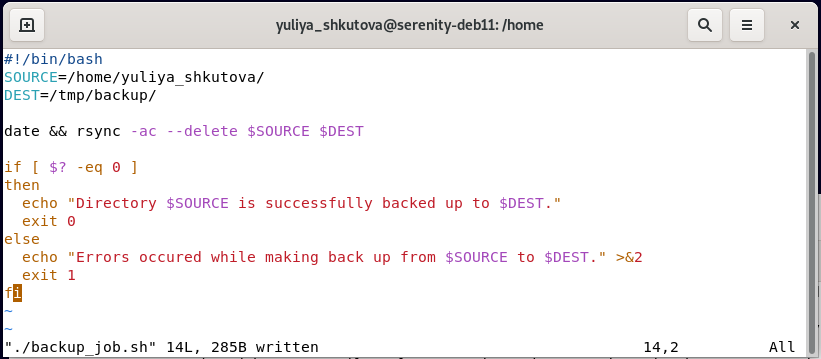 yuliya_shkutova@serenity-deb11: /home
#!/bin/bash
SOURCE=/home/yuliya_shkutova/
DEST=/tmp/backup/

date && rsync -ac --delete $SOURCE $DEST

if [ $? -eq 0 ]
then
  echo "Directory $SOURCE is successfully backed up to $DEST."
  exit 0
else
  echo "Errors occured while making back up from $SOURCE to $DEST." >&2
  exit 1
fi
~
~
"./backup_job.sh" 14L, 285B written 14,2 All